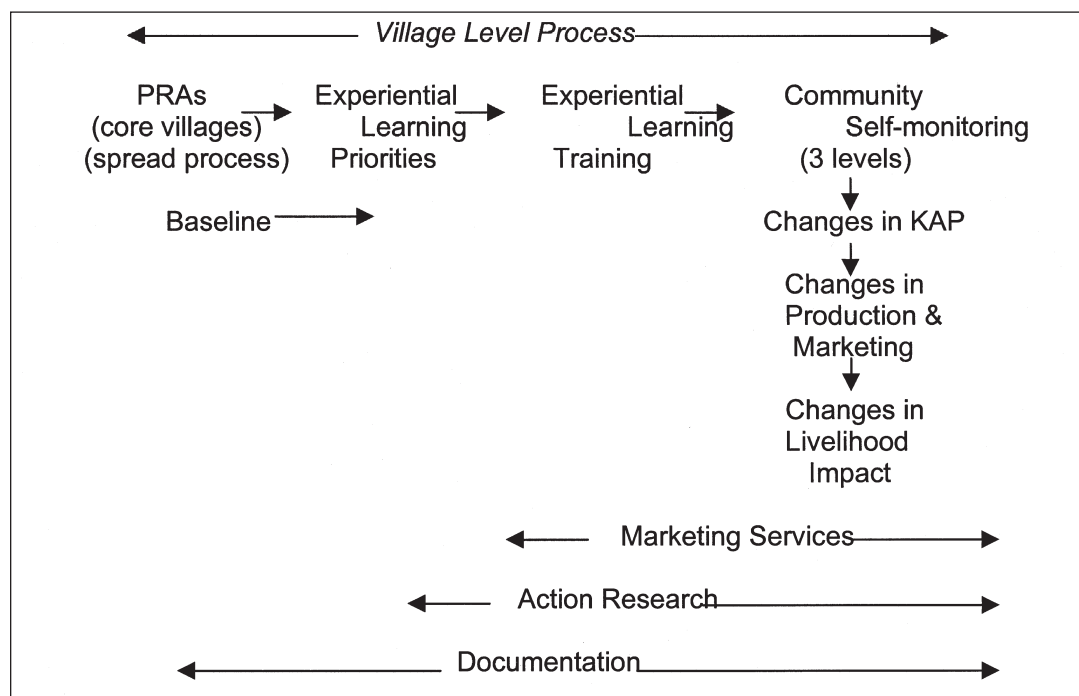 Village Level Process
PRAs
(core villages)
(spread process)
Experiential
Learning
Priorities
Experiential
Learning
Training
Community
Self-monitoring
(3 levels)
Baseline
Changes in KAP
Changes in
Production &
Marketing
Changes in
Livelihood
Impact
Marketing Services
Action Research
Documentation